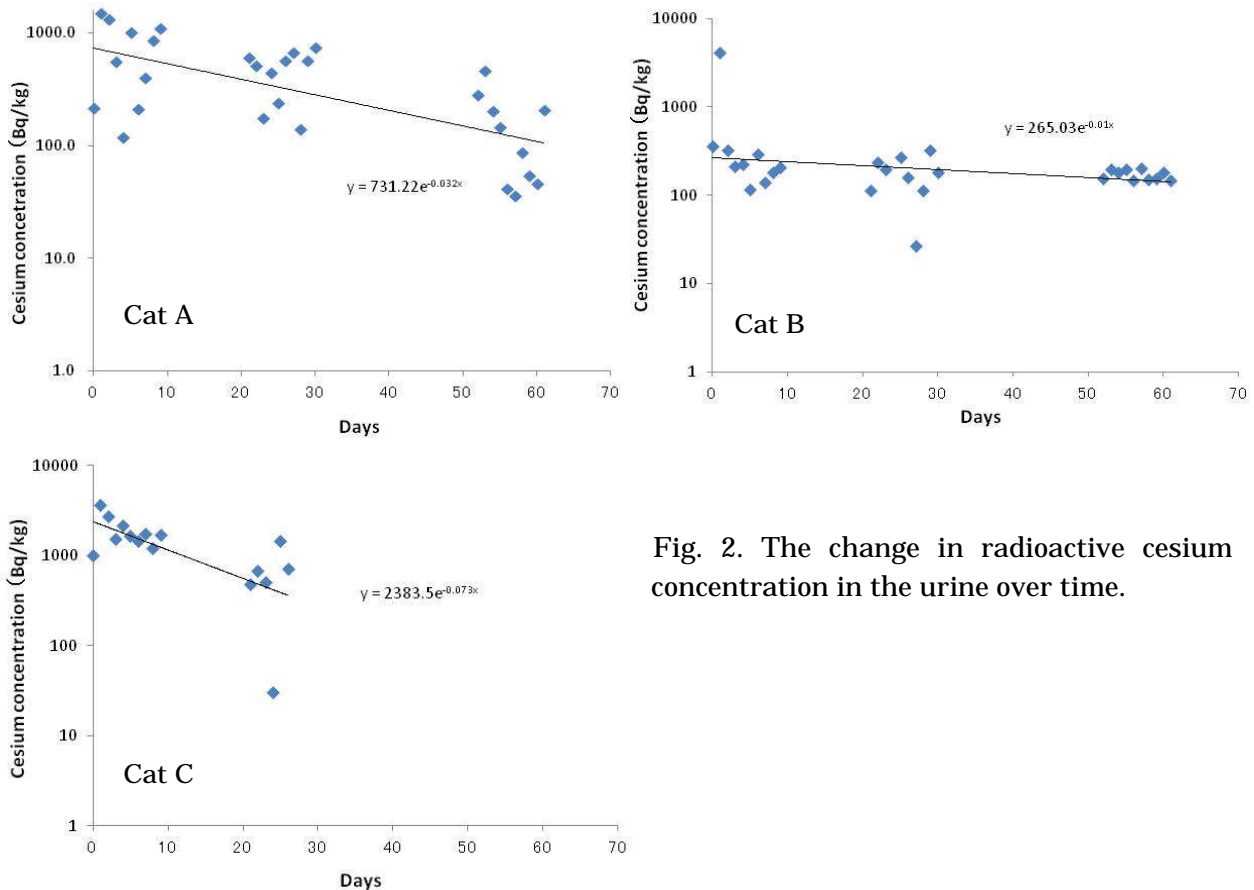 Cesium concetration (Bq/kg)
1000.0
100.0
10.0
1.0
y = 731.22e^-0.032x
Cat A
0 10 20 30 40 50 60 70
Days
Cesium concentration (Bq/kg)
10000
1000
100
10
1
y = 265.03e^-0.01x
Cat B
0 10 20 30 40 50 60 70
Days
Cesium concentration (Bq/kg)
10000
1000
100
10
1
y = 2383.5e^-0.073x
Cat C
0 10 20 30 40 50 60 70
Days
Fig. 2. The change in radioactive cesium
concentration in the urine over time.